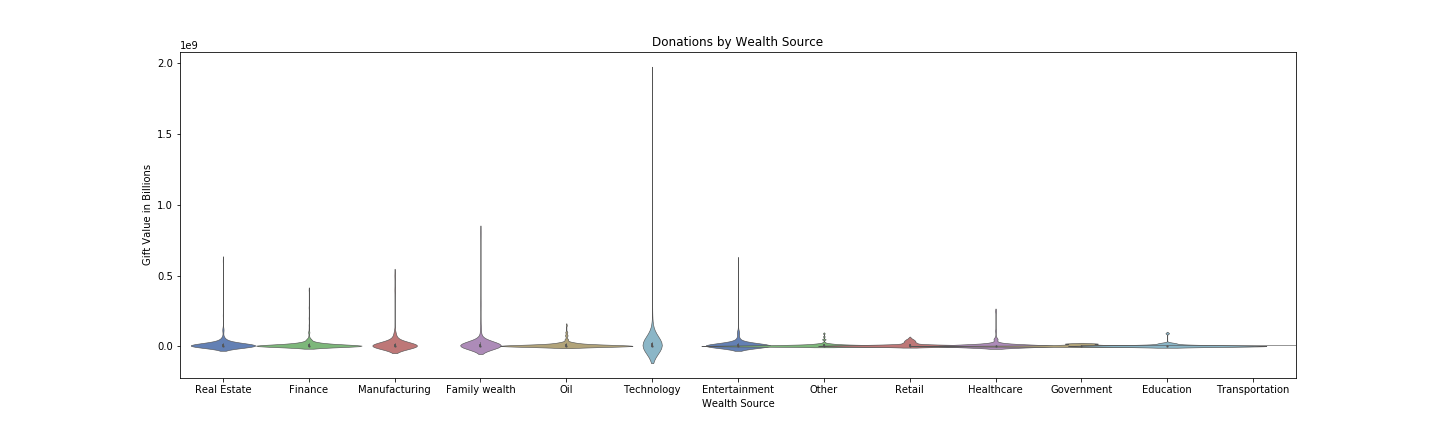 Donations by Wealth Source
1e9
2.0
1.5
1.0
0.5
0.0
Gift Value in Billions
Real Estate Finance Manufacturing Family wealth Oil Technology Entertainment Other Retail Healthcare Government Education Transportation
Wealth Source